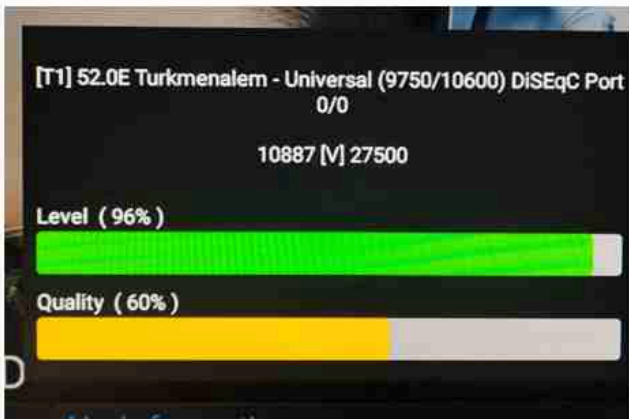 [T1] 52.0E Turkmenalem - Universal (9750/10600) DiSEqC Port
0/0
10887 [V] 27500
Level ( 96% )
Quality ( 60% )
D